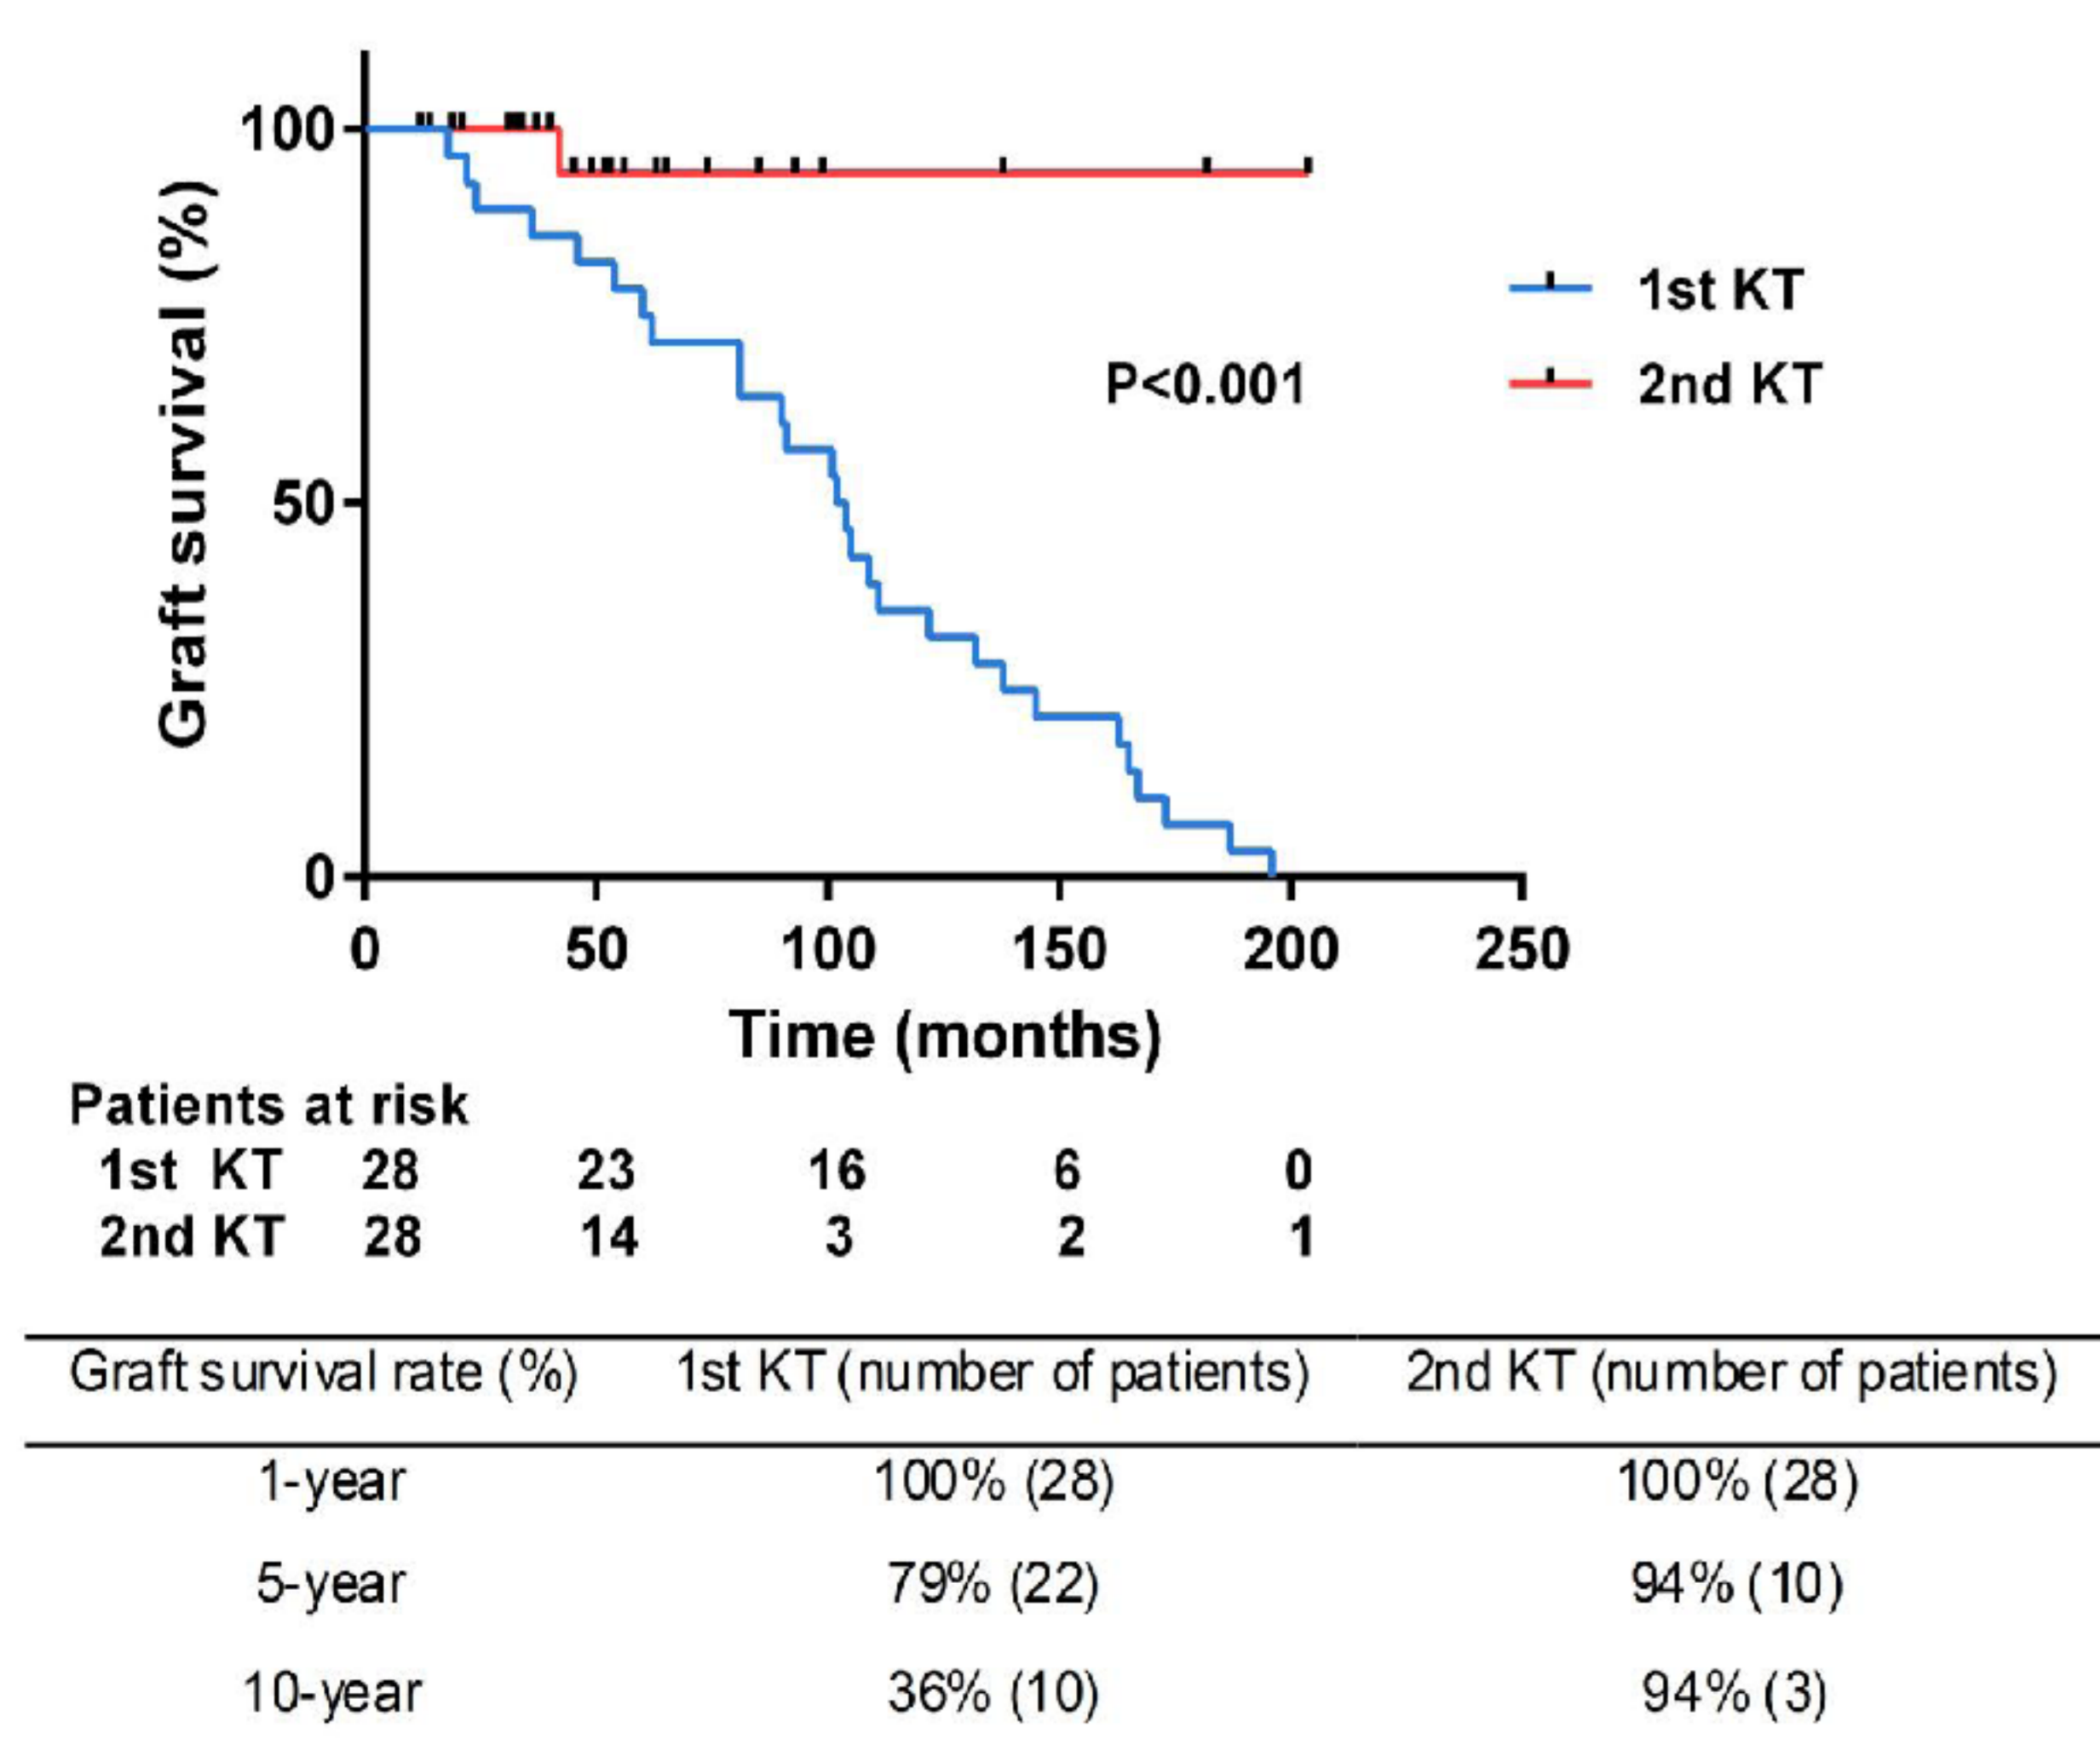 Graft survival (%)
100
50
0
1st KT
2nd KT
P<0.001
0 50 100 150 200 250
Time (months)
Patients at risk
1st KT 28 23 16 6 0
2nd KT 28 14 3 2 1
Graft survival rate (%) 1st KT (number of patients) 2nd KT (number of patients)
1-year 100% (28) 100% (28)
5-year 79% (22) 94% (10)
10-year 36% (10) 94% (3)